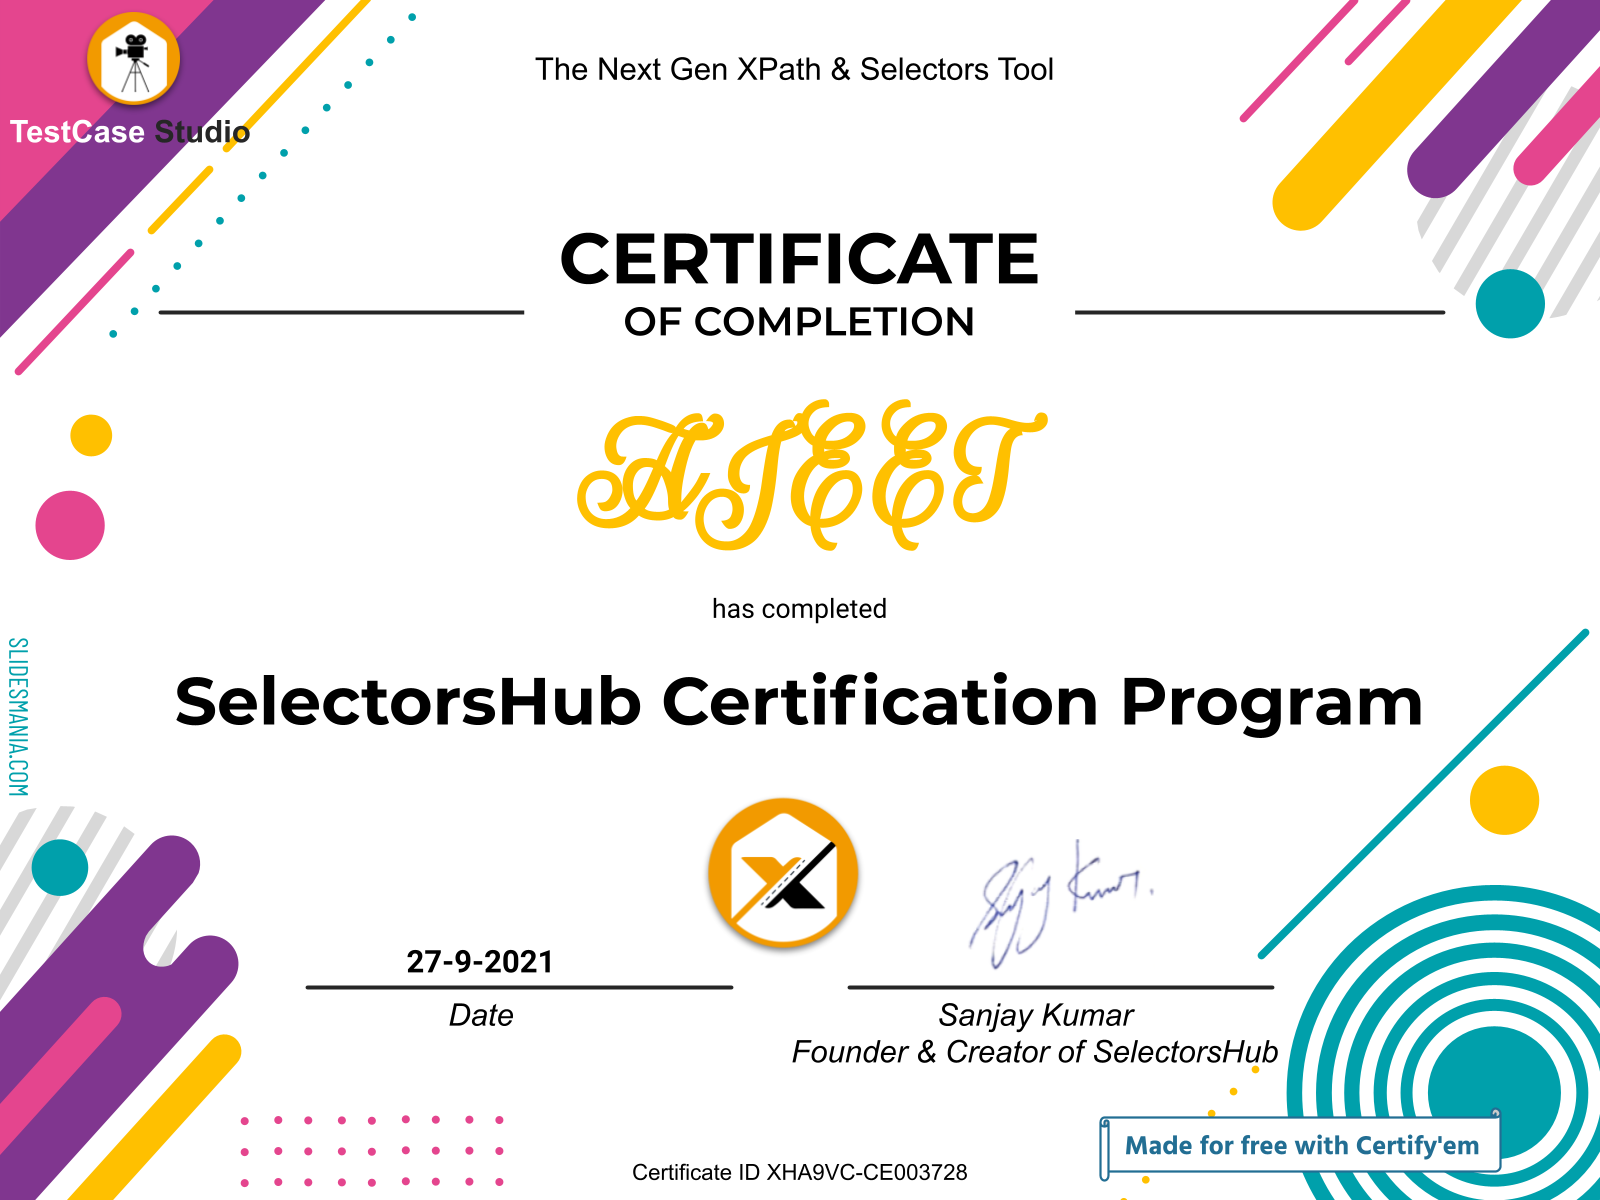 TestCase Studio
The Next Gen XPath & Selectors Tool
CERTIFICATE
OF COMPLETION
AJEET
has completed
SelectorsHub Certification Program
SLIDESMANIA.COM
27-9-2021
Date
Sanjay Kumar.
Sanjay Kumar
Founder & Creator of SelectorsHub
Made for free with Certify'em
Certificate ID XHA9VC-CE003728